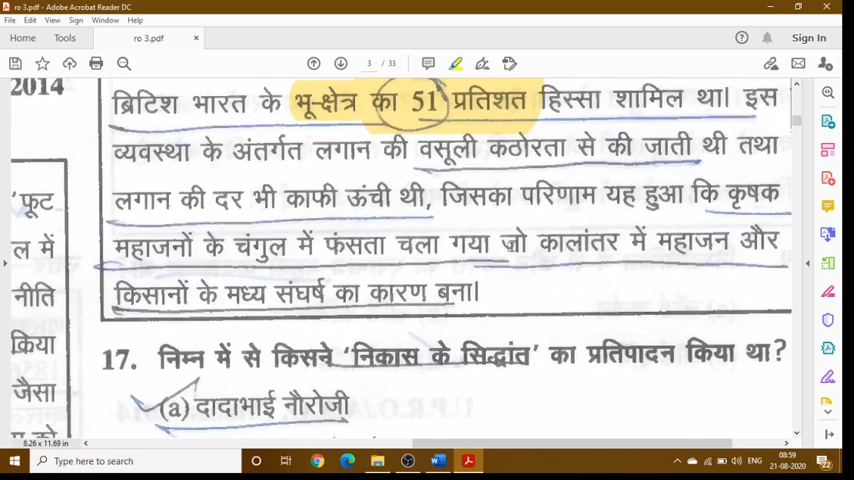 ro 3.pdf - Adobe Acrobat Reader DC
File Edit View Sign Window Help
Home Tools ro 3.pdf × Sign In
3 / 33
2014
ब्रिटिश भारत के भू-क्षेत्र का 51 प्रतिशत हिस्सा शामिल था। इस
व्यवस्था के अंतर्गत लगान की वसूली कठोरता से की जाती थी तथा
'फूट
लगान की दर भी काफी ऊंची थी, जिसका परिणाम यह हुआ कि कृषक
ल में
महाजनों के चंगुल में फंसता चला गया जो कालांतर में महाजन और
नीति
किसानों के मध्य संघर्ष का कारण बना।
किया
17. निम्न में से किसने 'निकास के सिद्धांत' का प्रतिपादन किया था?
जैसा
(a) दादाभाई नौरोजी
8.26 x 11.69 in
Type here to search
08:59
21-08-2020
22